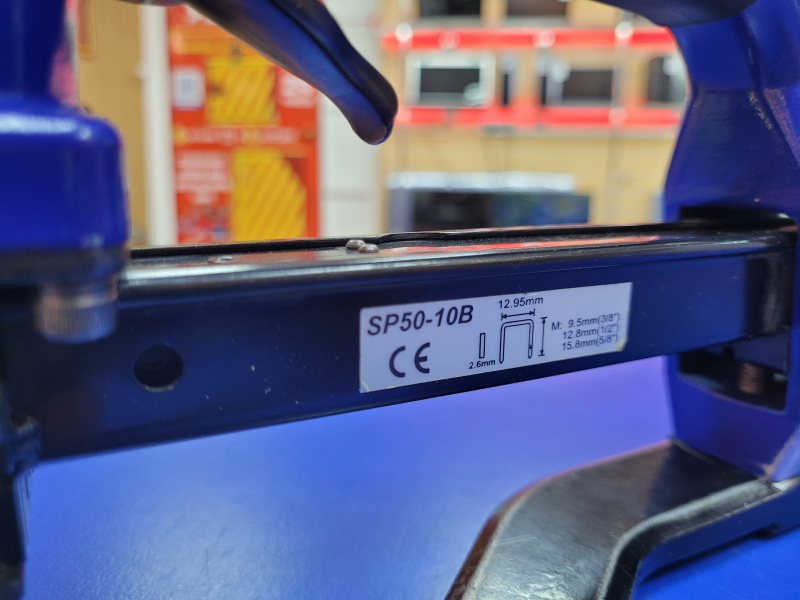 SP50-10B
CE
12.95mm
2.6mm
M: 9.5mm(3/8")
12.8mm(1/2")
15.8mm(5/8")